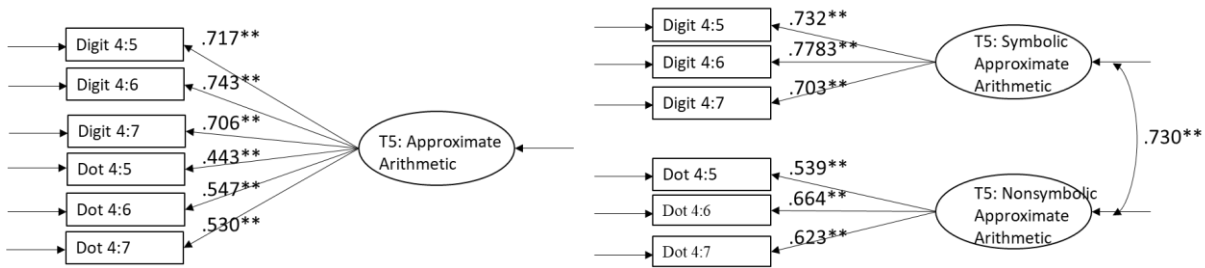 Digit 4:5
.717**
Digit 4:6
.743**
Digit 4:7
.706**
Dot 4:5
.443**
Dot 4:6
.547**
Dot 4:7
.530**
T5: Approximate
Arithmetic
Digit 4:5
.732**
Digit 4:6
.7783**
Digit 4:7
.703**
T5: Symbolic
Approximate
Arithmetic
.730**
Dot 4:5
.539**
Dot 4:6
.664**
Dot 4:7
.623**
T5: Nonsymbolic
Approximate
Arithmetic